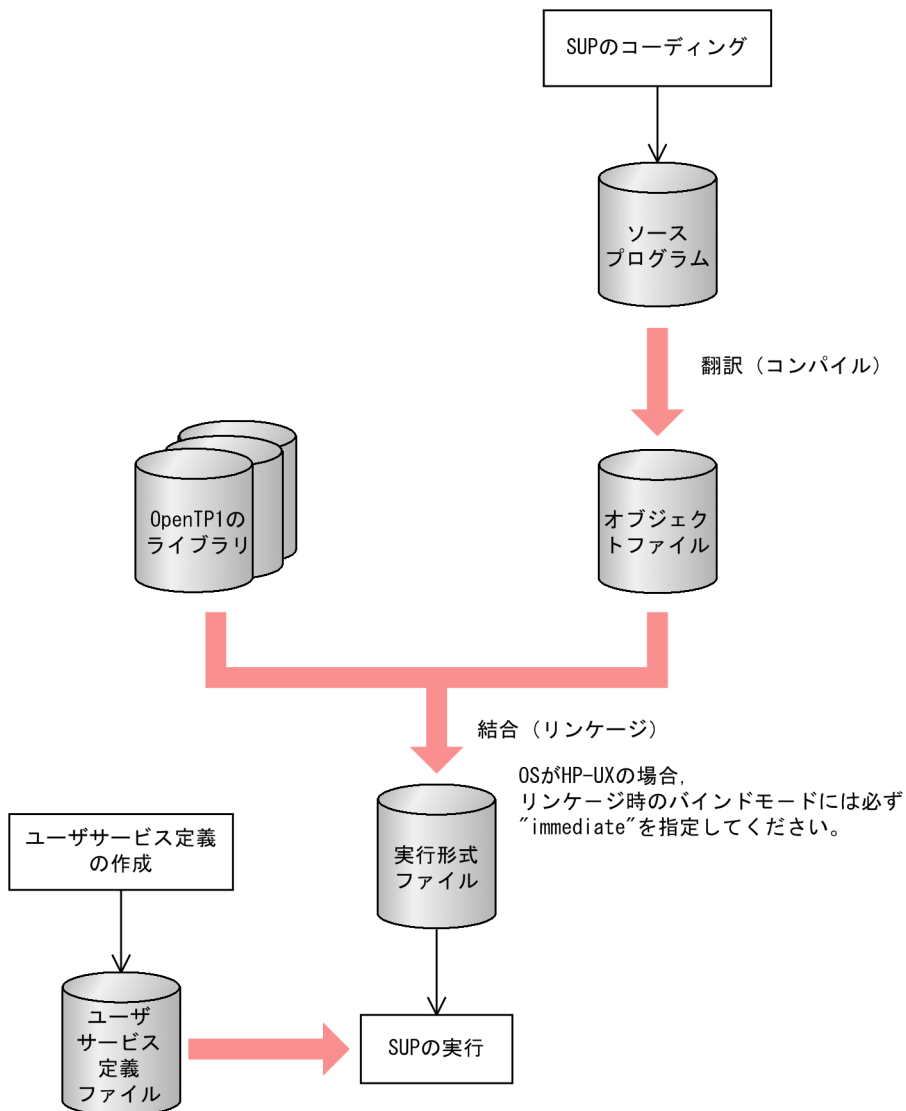 SUPのコーディング
ソース
プログラム
翻訳（コンパイル）
OpenTP1の
ライブラリ
オブジェク
トファイル
結合（リンケージ）
OSがHP-UXの場合,
リンケージ時のバインドモードには必ず
"immediate"を指定してください。
実行形式
ファイル
ユーザサービス定義
の作成
ユーザ
サービス
定義
ファイル
SUPの実行